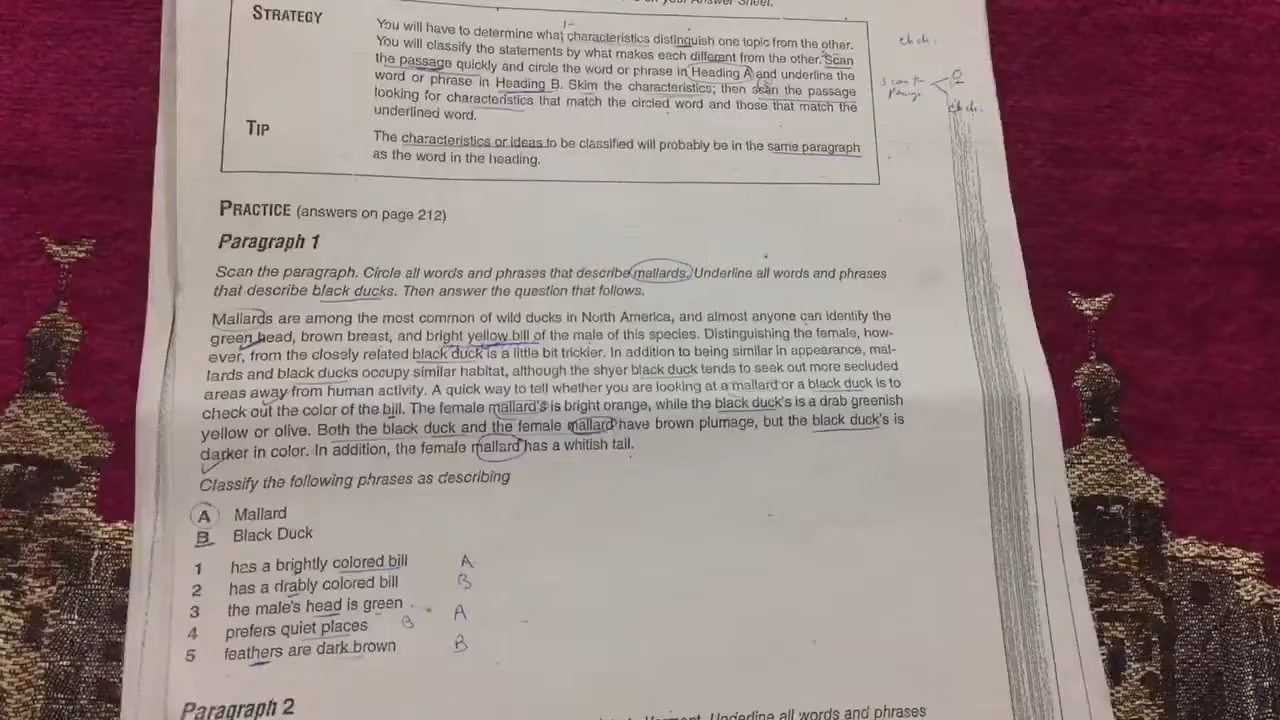 on your Answer Sheet.
STRATEGY
You will have to determine what characteristics distinguish one topic from the other.
You will classify the statements by what makes each different from the other. Scan
the passage quickly and circle the word or phrase in Heading A and underline the
word or phrase in Heading B. Skim the characteristics; then scan the passage
looking for characteristics that match the circled word and those that match the
underlined word.
TIP
The characteristics or ideas to be classified will probably be in the same paragraph
as the word in the heading.
PRACTICE (answers on page 212)
Paragraph 1
Scan the paragraph. Circle all words and phrases that describe mallards. Underline all words and phrases
that describe black ducks. Then answer the question that follows.
Mallards are among the most common of wild ducks in North America, and almost anyone can identify the
green head, brown breast, and bright yellow bill of the male of this species. Distinguishing the female, how-
ever, from the closely related black duck is a little bit trickier. In addition to being similar in appearance, mal-
lards and black ducks occupy similar habitat, although the shyer black duck tends to seek out more secluded
areas away from human activity. A quick way to tell whether you are looking at a mallard or a black duck is to
check out the color of the bill. The female mallard's is bright orange, while the black duck's is a drab greenish
yellow or olive. Both the black duck and the female mallard have brown plumage, but the black duck's is
darker in color. In addition, the female mallard has a whitish tail.
Classify the following phrases as describing
A Mallard
B Black Duck
1 has a brightly colored bill A
2 has a drably colored bill B
3 the male's head is green A
4 prefers quiet places B
5 feathers are dark brown B
Paragraph 2
Underline all words and phrases